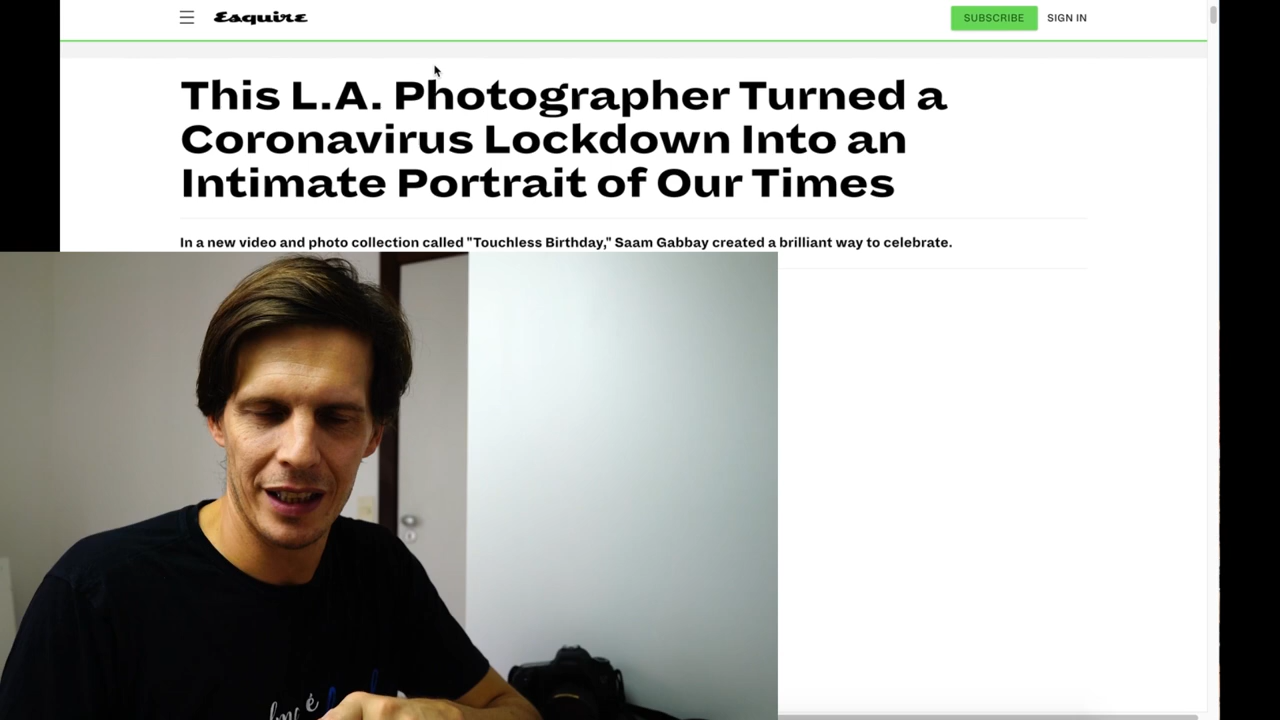 Esquire
SUBSCRIBE
SIGN IN
This L.A. Photographer Turned a
Coronavirus Lockdown Into an
Intimate Portrait of Our Times
In a new video and photo collection called "Touchless Birthday," Saam Gabbay created a brilliant way to celebrate.
é